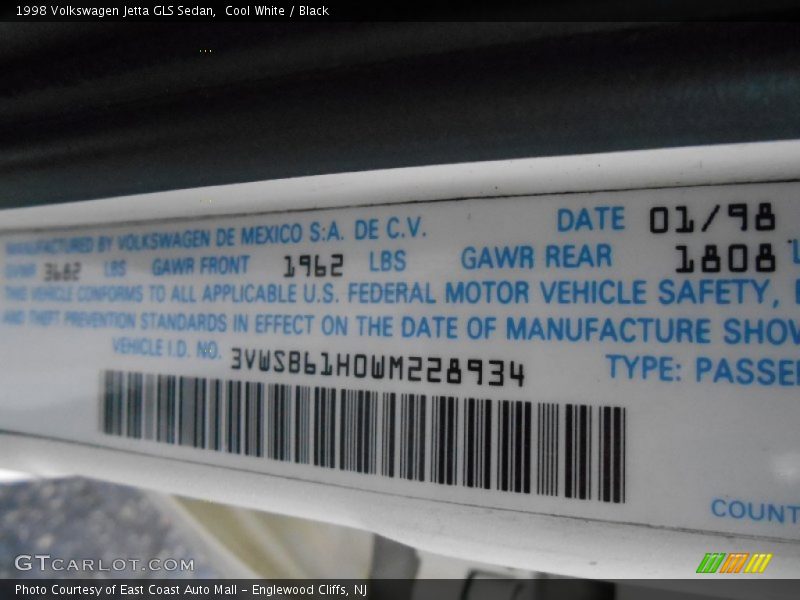 1998 Volkswagen Jetta GLS Sedan, Cool White / Black
MANUFACTURED BY VOLKSWAGEN DE MEXICO S.A. DE C.V. DATE 01/98
GVWR 3682 LBS GAWR FRONT 1962 LBS GAWR REAR 1808 L
THIS VEHICLE CONFORMS TO ALL APPLICABLE U.S. FEDERAL MOTOR VEHICLE SAFETY,
AND THEFT PREVENTION STANDARDS IN EFFECT ON THE DATE OF MANUFACTURE SHOW
VEHICLE I.D. NO. 3VWSB61H0WM228934 TYPE: PASSE
COUNT
GTCARLOT.COM
Photo Courtesy of East Coast Auto Mall - Englewood Cliffs, NJ